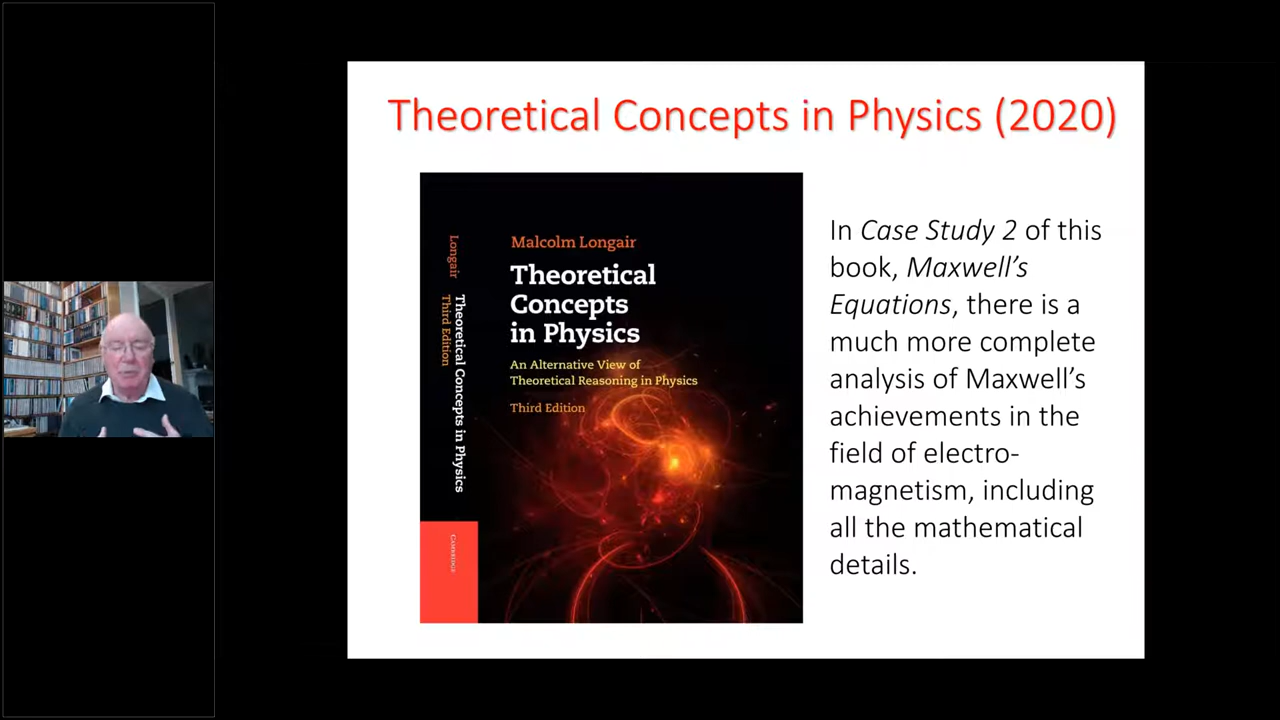 Theoretical Concepts in Physics (2020)
Longair
Theoretical Concepts in Physics
Third Edition
CAMBRIDGE
Malcolm Longair
Theoretical
Concepts
in Physics
An Alternative View of
Theoretical Reasoning in Physics
Third Edition
In Case Study 2 of this
book, Maxwell’s
Equations, there is a
much more complete
analysis of Maxwell’s
achievements in the
field of electro-
magnetism, including
all the mathematical
details.